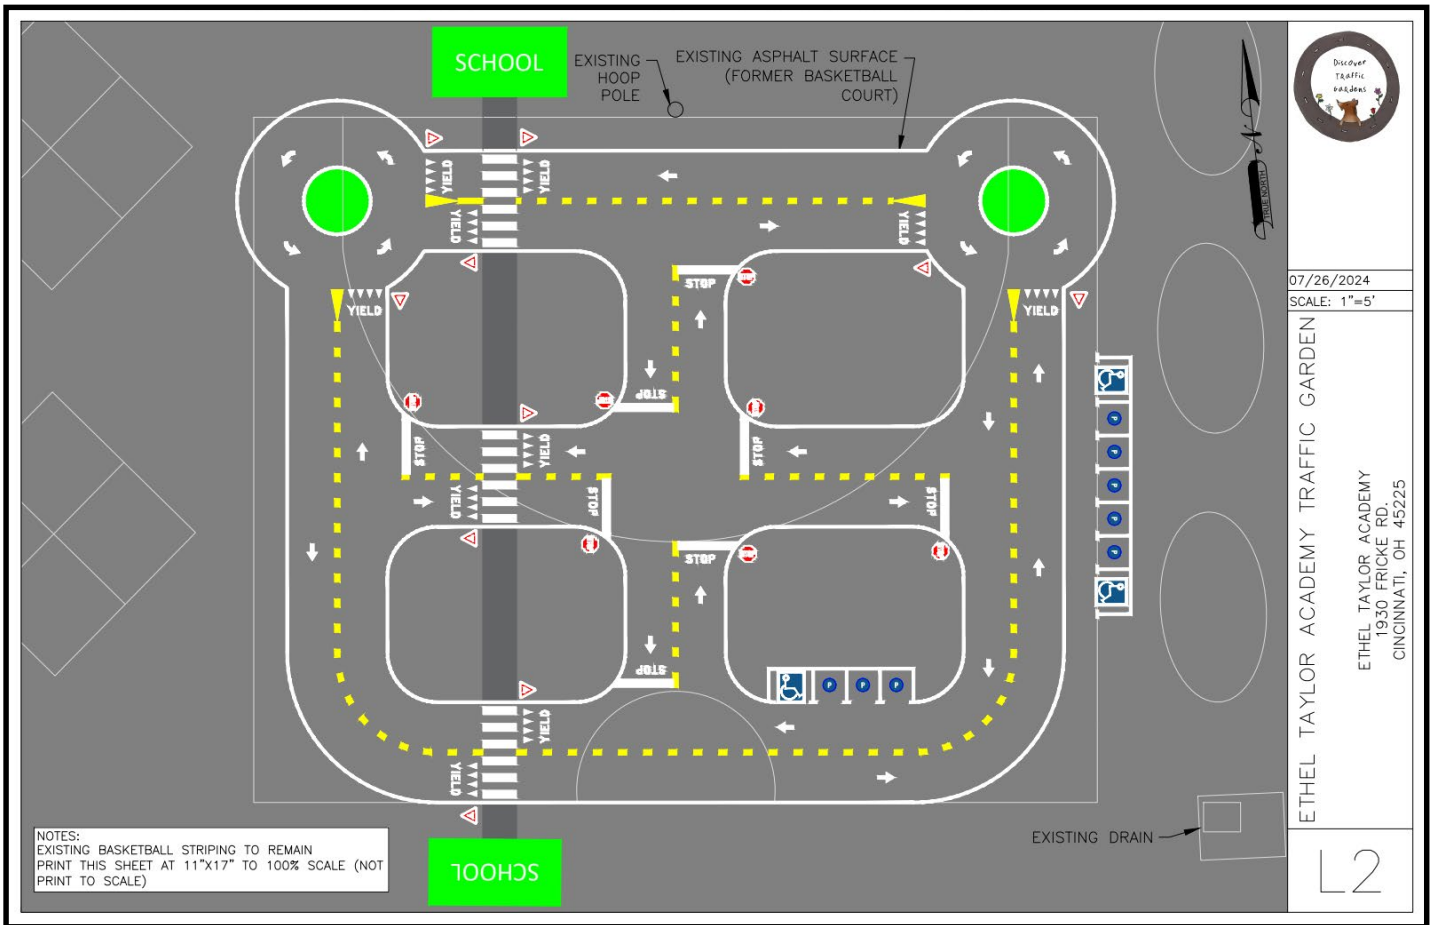 SCHOOL
EXISTING
HOOP
POLE
EXISTING ASPHALT SURFACE
(FORMER BASKETBALL
COURT)
Discover
Traffic
Gardens
N
TRUE NORTH
YIELD
YIELD
YIELD
YIELD
07/26/2024
SCALE: 1"=5'
STOP
YIELD
YIELD
STOP
STOP
YIELD
STOP
YIELD
STOP
STOP
P
P
P
P
P
STOP
STOP
YIELD
YIELD
P
P
P
ETHEL TAYLOR ACADEMY TRAFFIC GARDEN
ETHEL TAYLOR ACADEMY
1930 FRICKE RD.
CINCINNATI, OH 45225
EXISTING DRAIN
NOTES:
EXISTING BASKETBALL STRIPING TO REMAIN
PRINT THIS SHEET AT 11"X17" TO 100% SCALE (NOT
PRINT TO SCALE)
SCHOOL
L2